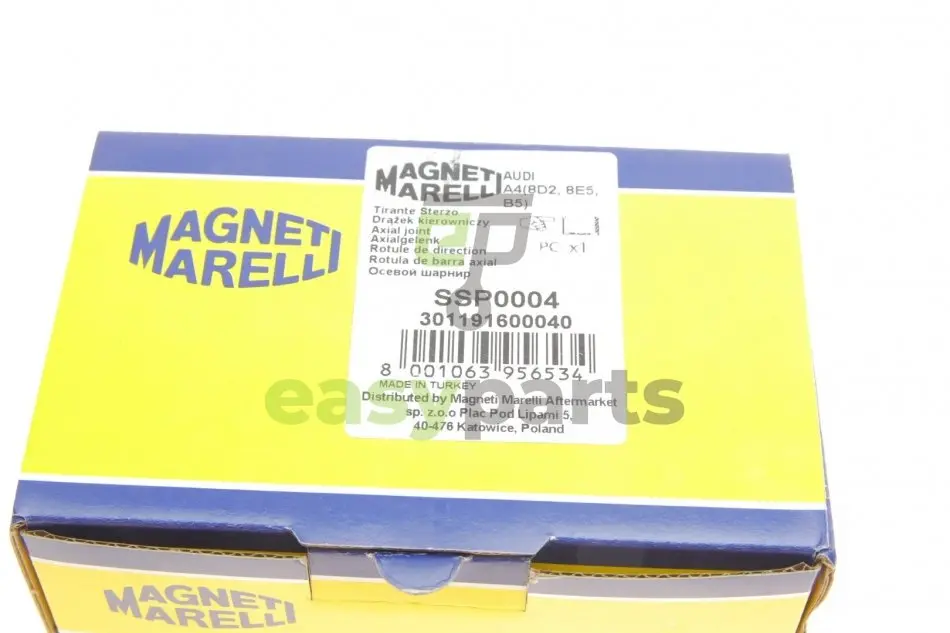 MAGNETI
MARELLI
MAGNETI
MARELLI
AUDI
A4(8D2, 8E5,
B5)
Tirante Sterzo
Drążek kierowniczy
Axial joint
Axialgelenk
Rotule de direction
Rotula de barra axial
Осевой шарнир
PC x1
SSP0004
301191600040
8 001063 956534
MADE IN TURKEY
Distributed by Magneti Marelli Aftermarket
sp. z.o.o Plac Pod Lipami 5,
40-476 Katowice, Poland
easyparts
MAGNETI
MARELLI